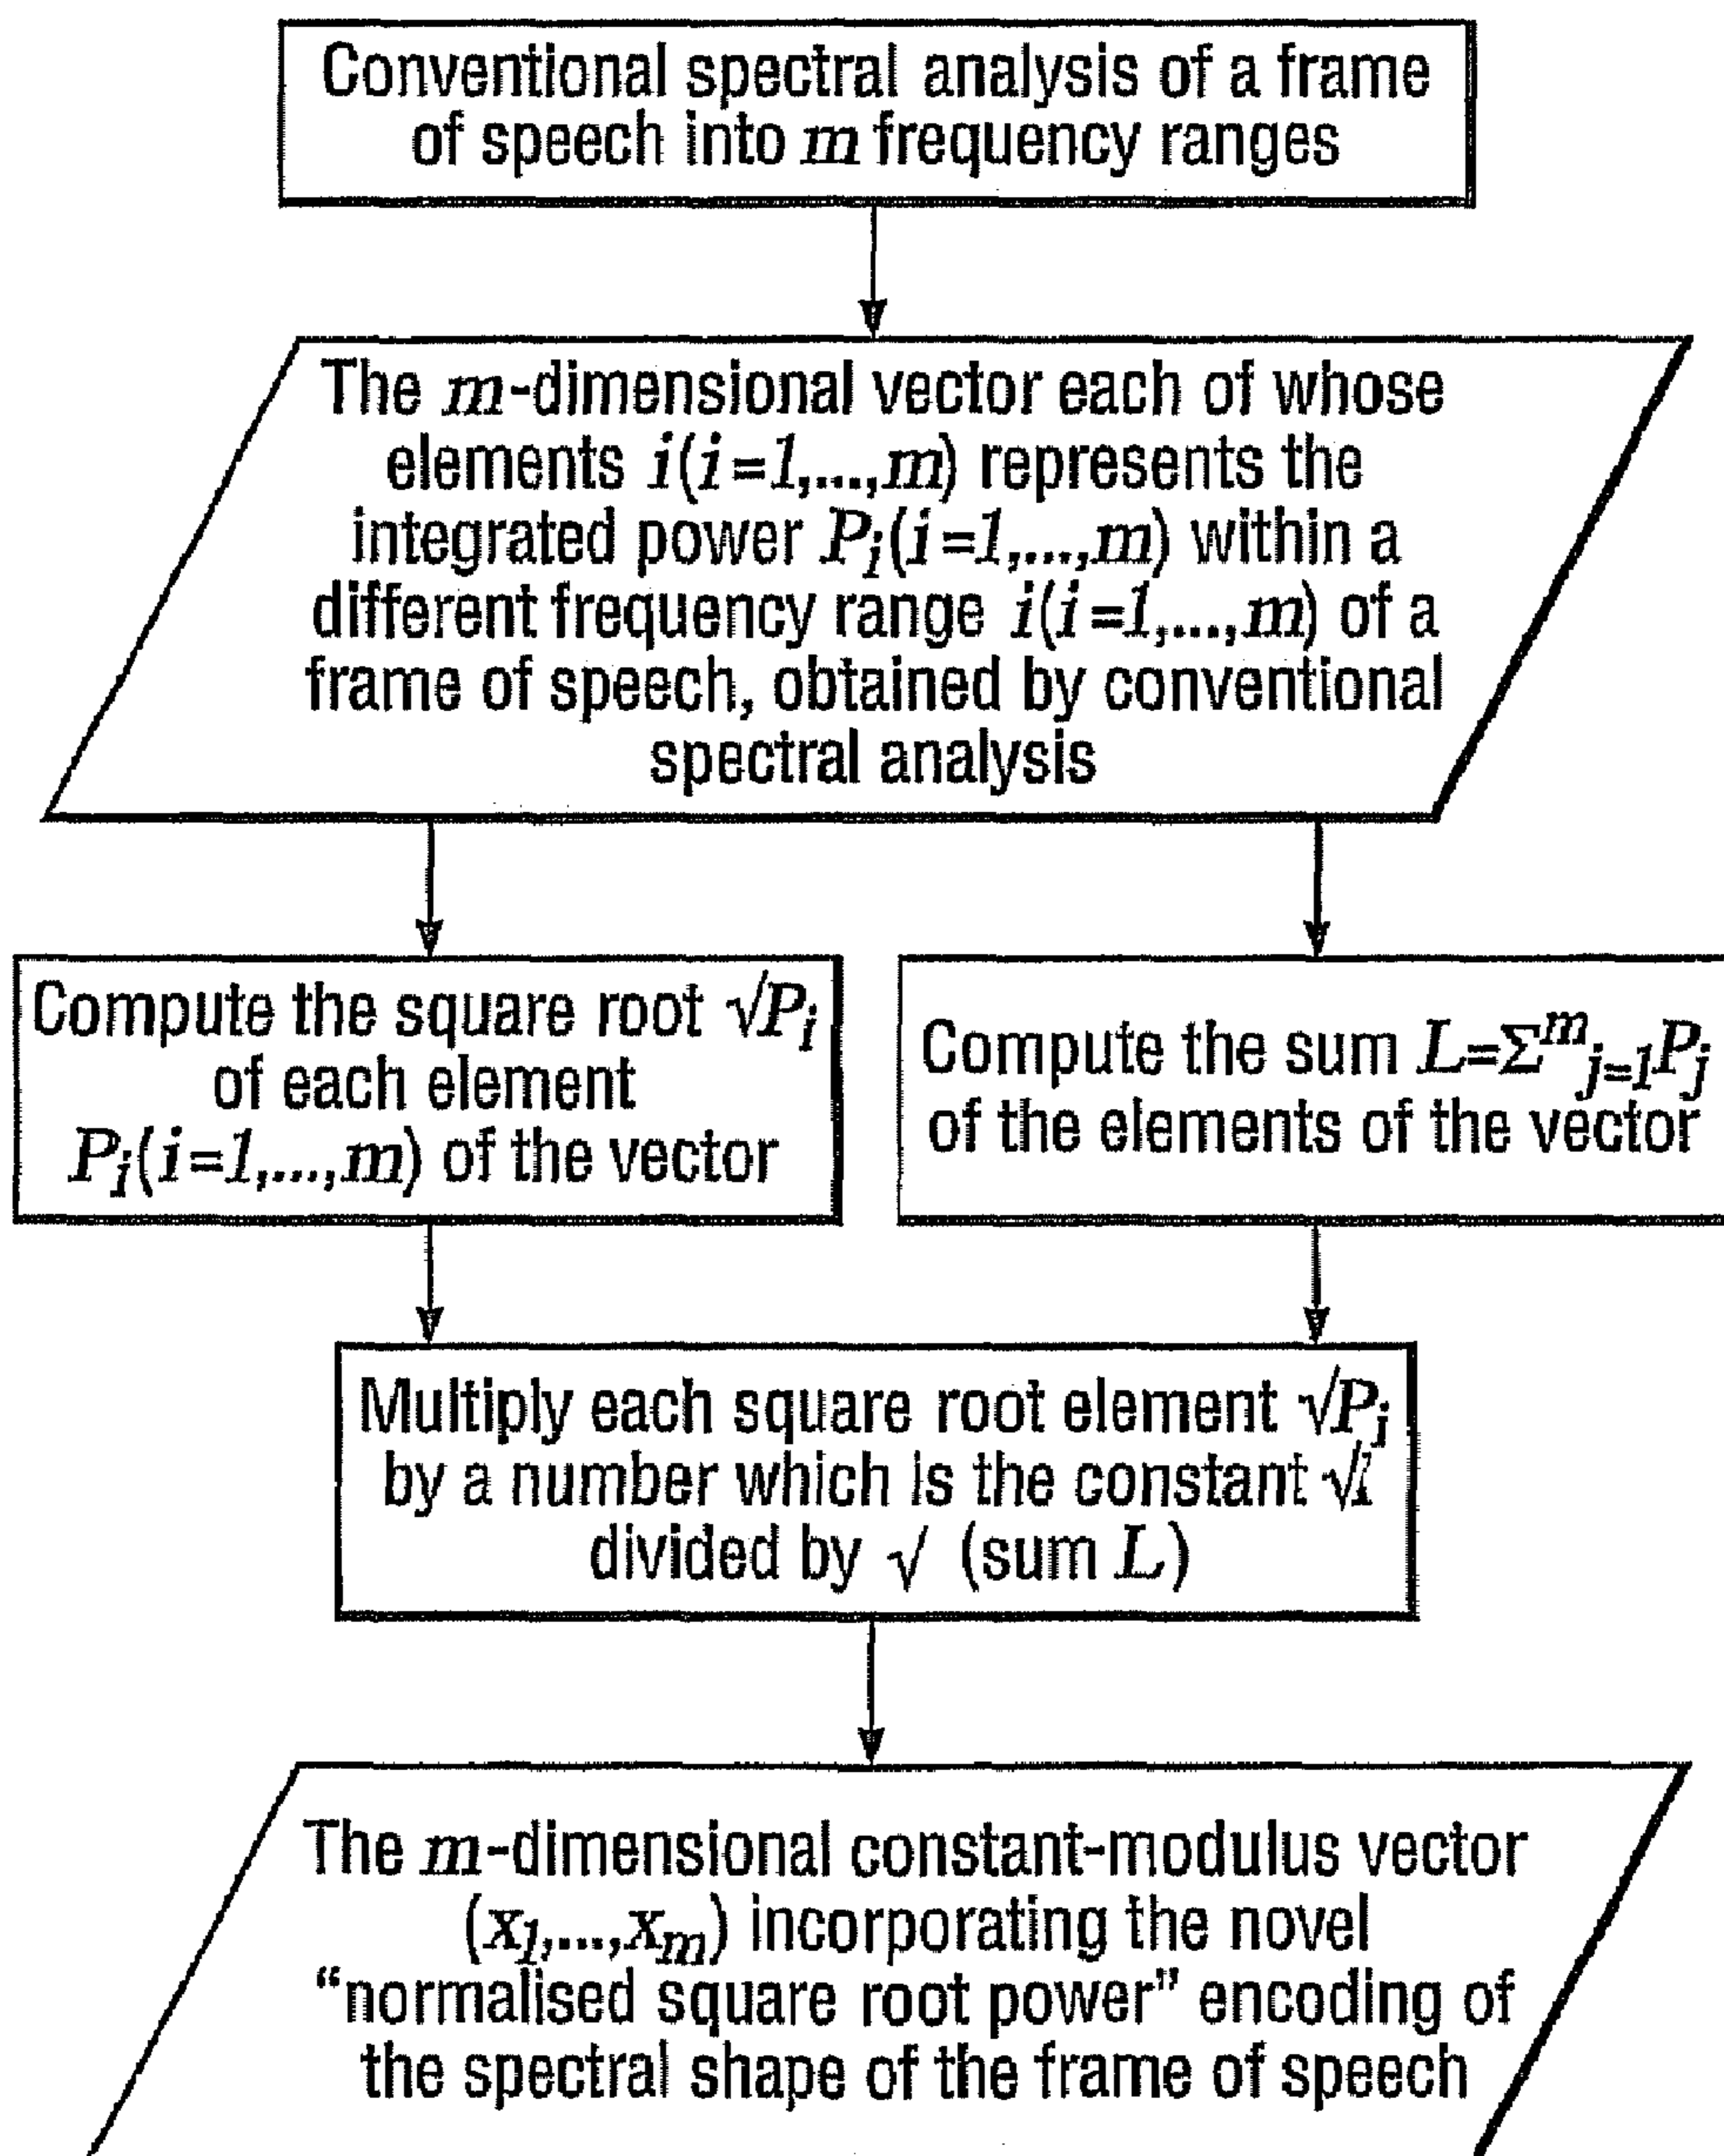 Conventional spectral analysis of a frame
of speech into m frequency ranges
The m-dimensional vector each of whose
elements i(i=1,...,m) represents the
integrated power Pᵢ(i=1,...,m) within a
different frequency range i(i=1,...,m) of a
frame of speech, obtained by conventional
spectral analysis
Compute the square root √Pᵢ
of each element
Pᵢ(i=1,...,m) of the vector
Compute the sum L=Σᵐⱼ₌₁Pⱼ
of the elements of the vector
Multiply each square root element √Pᵢ
by a number which is the constant
divided by √ (sum L)
The m-dimensional constant-modulus vector
(x₁,...,xₘ) incorporating the novel
“normalised square root power” encoding of
the spectral shape of the frame of speech